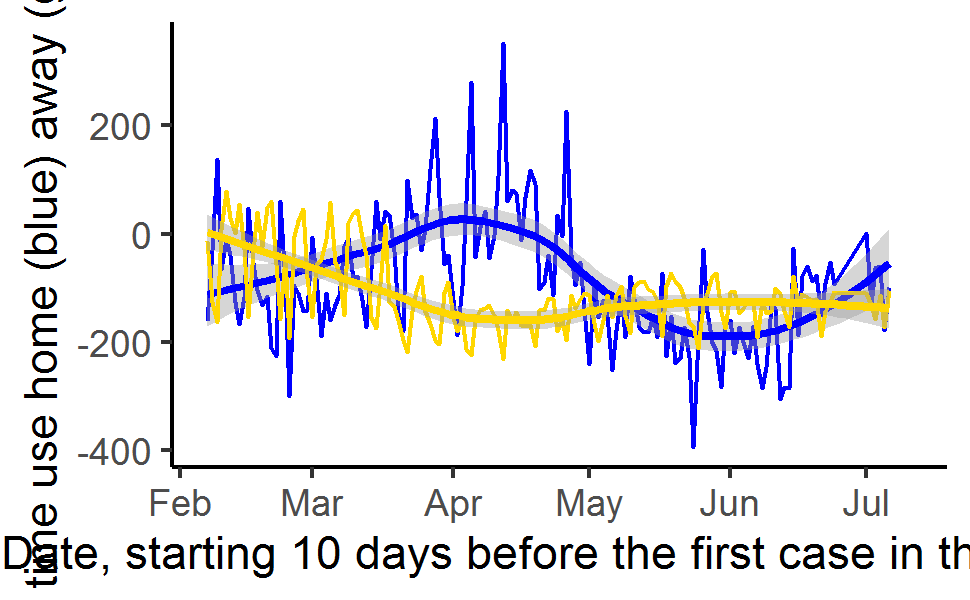 time use home (blue) away (g
200
0
-200
-400
Feb Mar Apr May Jun Jul
Date, starting 10 days before the first case in th